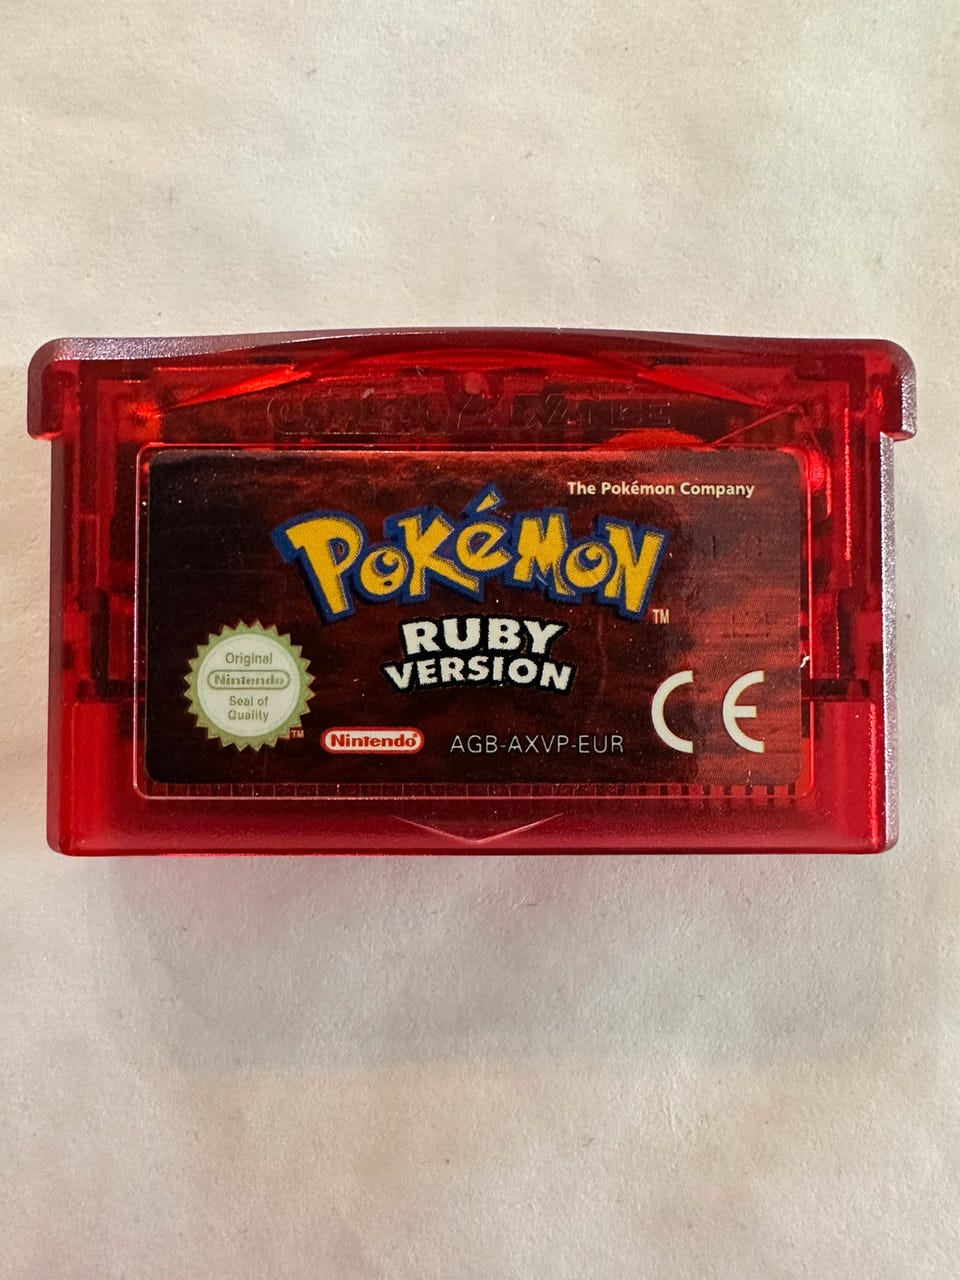 GAME BOY ADVANCE
The Pokémon Company
POKéMON
TM
RUBY
VERSION
Original
Nintendo
Seal of
Quality
TM
Nintendo
AGB-AXVP-EUR
CE